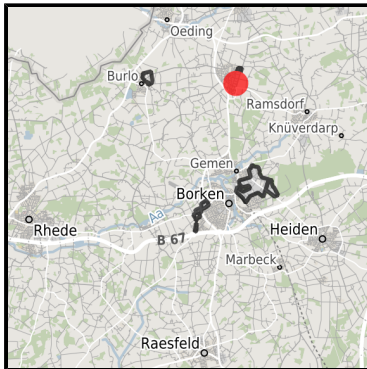 Oeding
Burlo
Ramsdorf
Knüverdarp
Gemen
Borken
Aa
Rhede
B 67
Heiden
Marbeck
Raesfeld